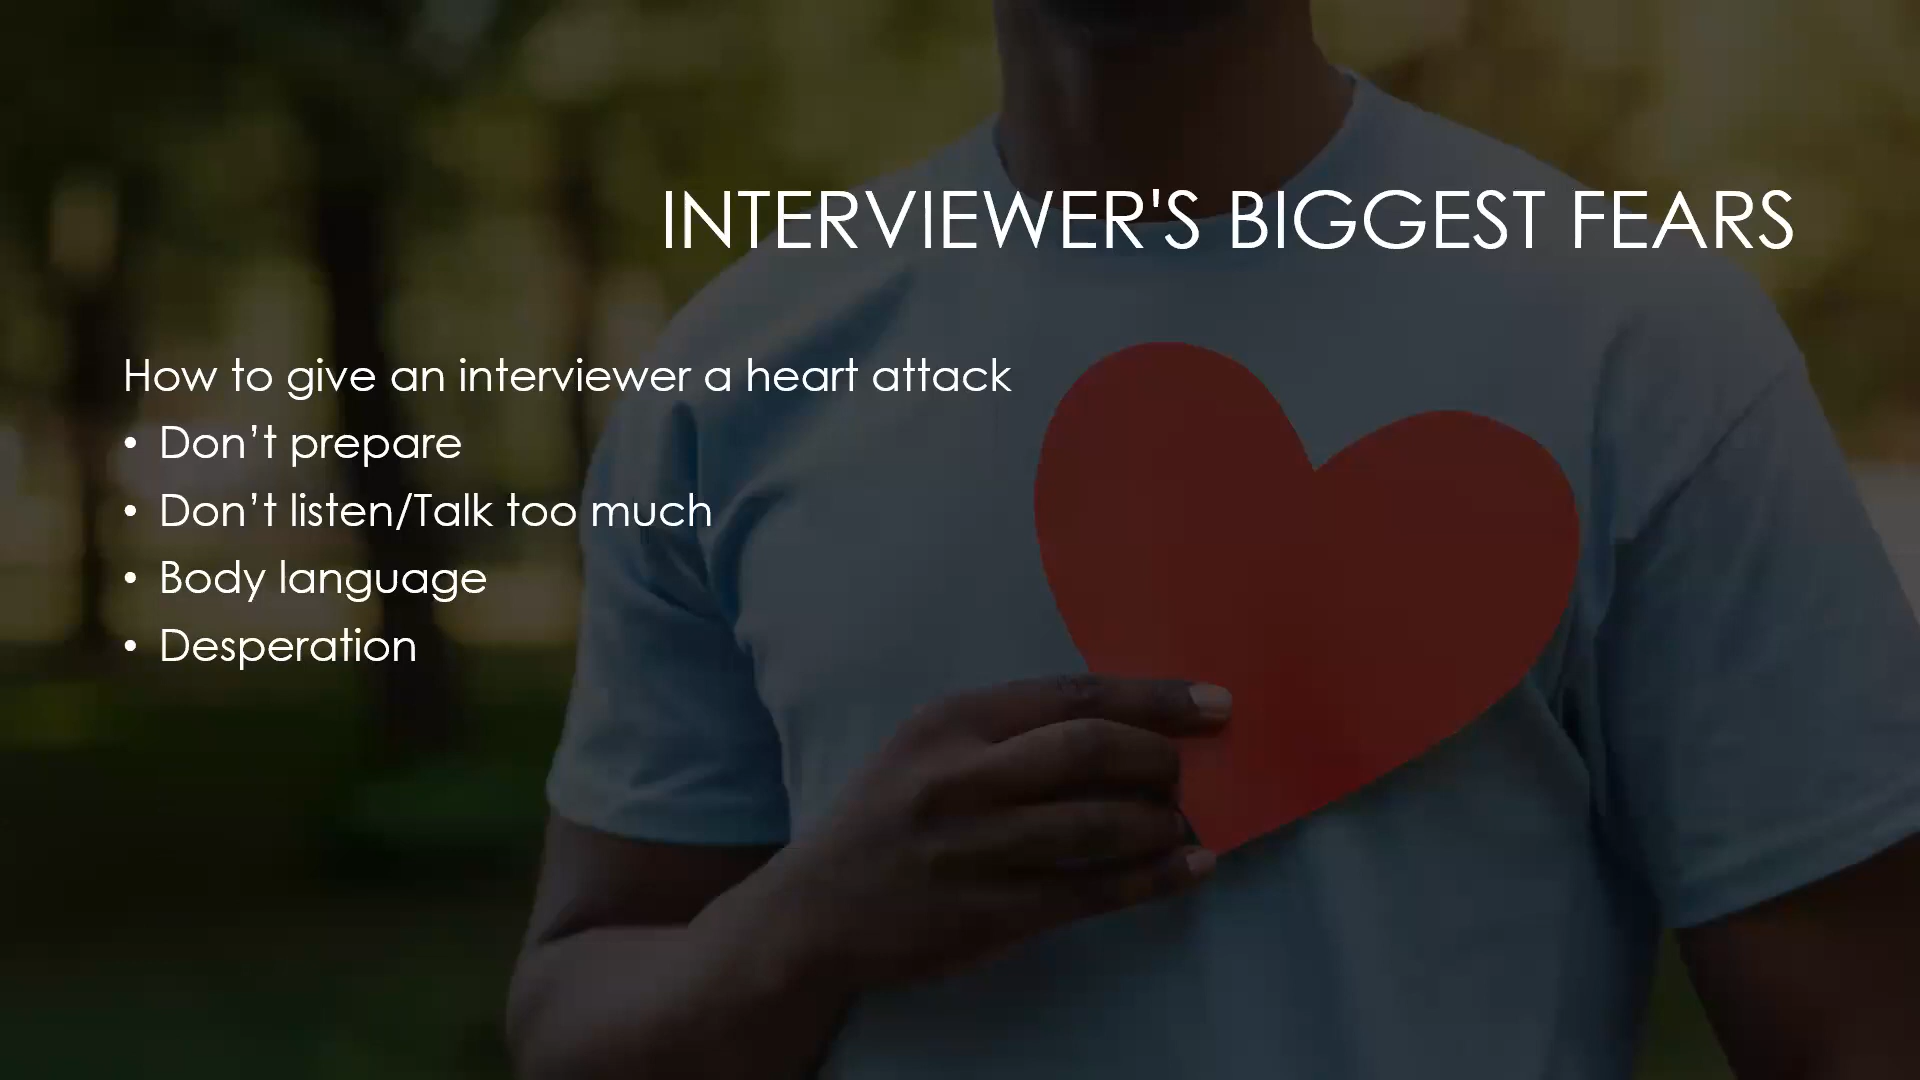 INTERVIEWER'S BIGGEST FEARS
How to give an interviewer a heart attack
• Don’t prepare
• Don’t listen/Talk too much
• Body language
• Desperation